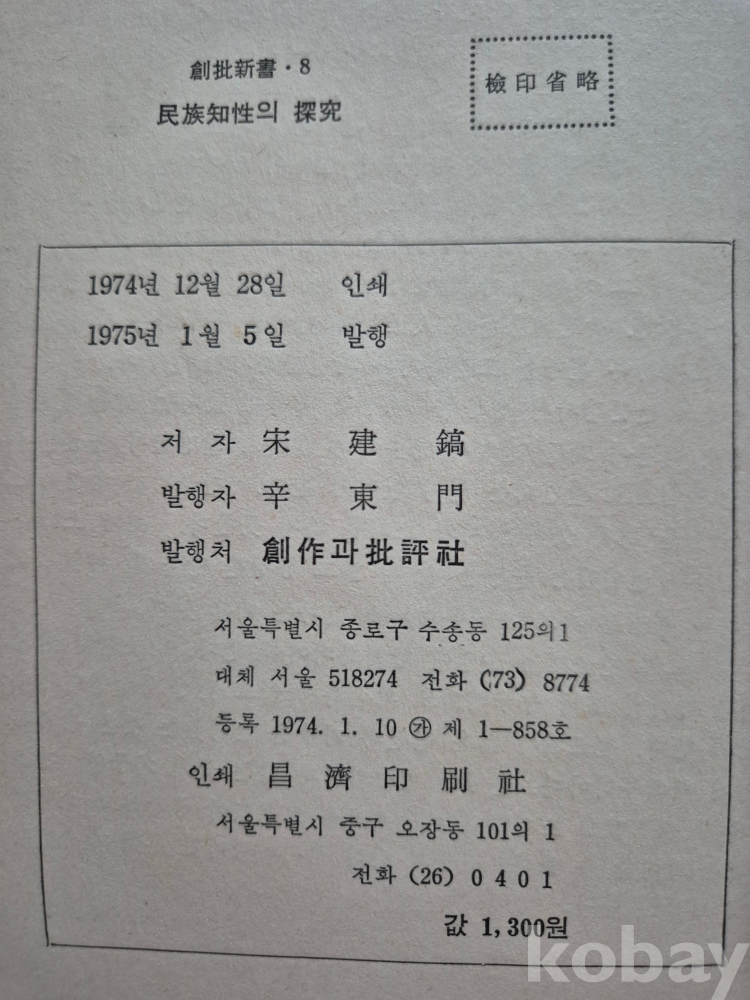 創批新書·8
民族知性의 探究
檢印省略
1974년 12월 28일 인쇄
1975년 1월 5일 발행
저 자 宋 建 鎬
발행자 辛 東 門
발행처 創作과批評社
서울특별시 종로구 수송동 125의1
대체 서울 518274 전화 (73) 8774
등록 1974. 1. 10 ㉮ 제 1—858호
인쇄 昌 濟 印 刷 社
서울특별시 중구 오장동 101의 1
전화 (26) 0 4 0 1
값 1,300원
kobay